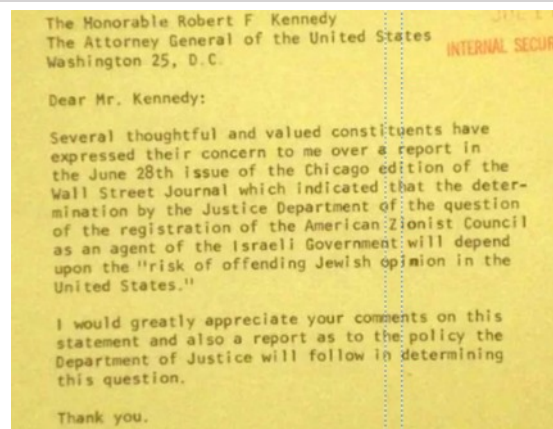 The Honorable Robert F Kennedy
The Attorney General of the United States
Washington 25, D.C.
INTERNAL SECUR
Dear Mr. Kennedy:
Several thoughtful and valued constituents have
expressed their concern to me over a report in
the June 28th issue of the Chicago edition of the
Wall Street Journal which indicated that the deter-
mination by the Justice Department of the question
of the registration of the American Zionist Council
as an agent of the Israeli Government will depend
upon the "risk of offending Jewish opinion in the
United States."
I would greatly appreciate your comments on this
statement and also a report as to the policy the
Department of Justice will follow in determining
this question.
Thank you.